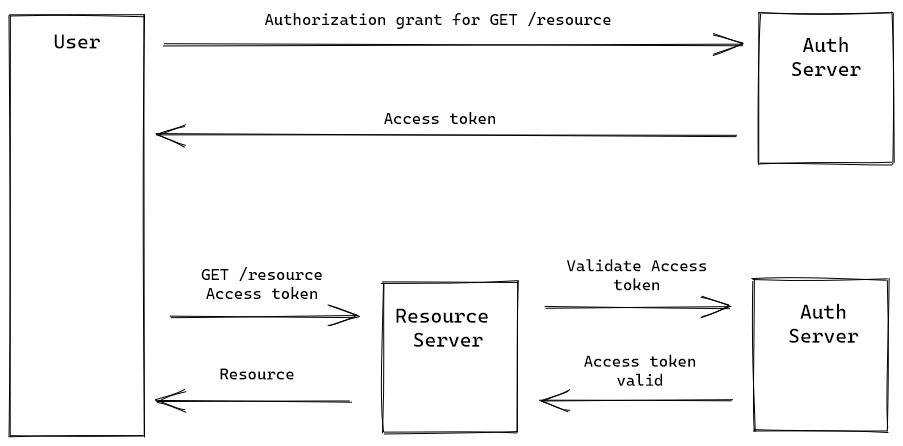 Authorization grant for GET /resource
User
Auth
Server
Access token
GET /resource
Access token
Validate Access
token
Resource
Server
Auth
Server
Resource
Access token
valid